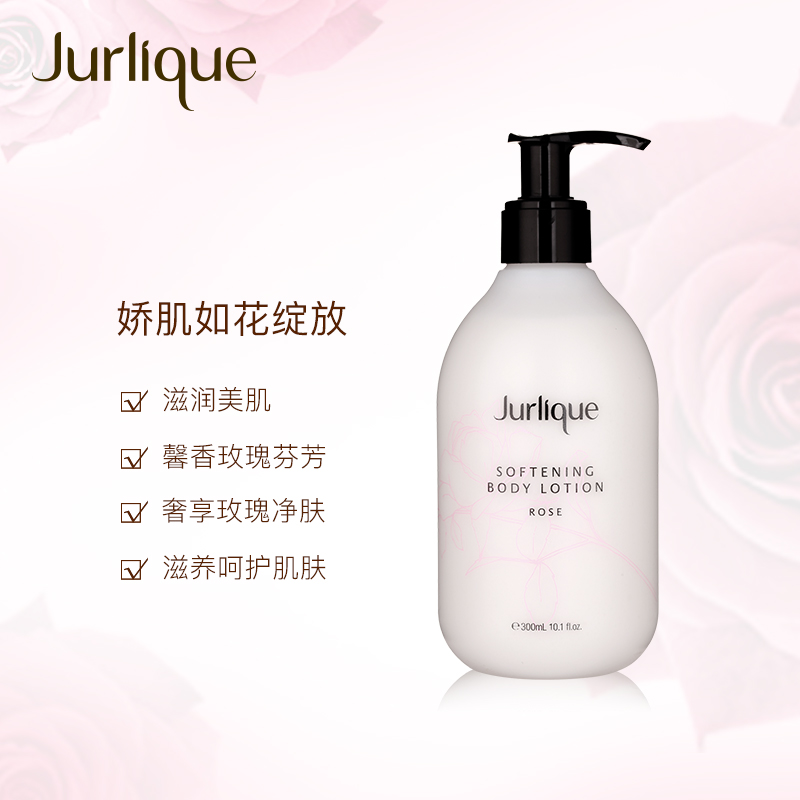 Jurlique
娇肌如花绽放
滋润美肌
馨香玫瑰芬芳
奢享玫瑰净肤
滋养呵护肌肤
Jurlique
SOFTENING
BODY LOTION
ROSE
℮300mL 10.1 fl.oz.